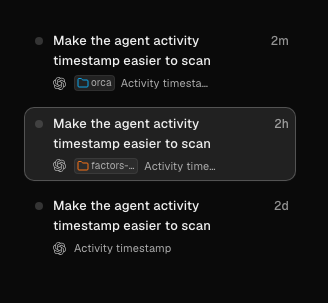 Make the agent activity 2m
timestamp easier to scan
orca Activity timesta...
Make the agent activity 2h
timestamp easier to scan
factors-... Activity time...
Make the agent activity 2d
timestamp easier to scan
Activity timestamp